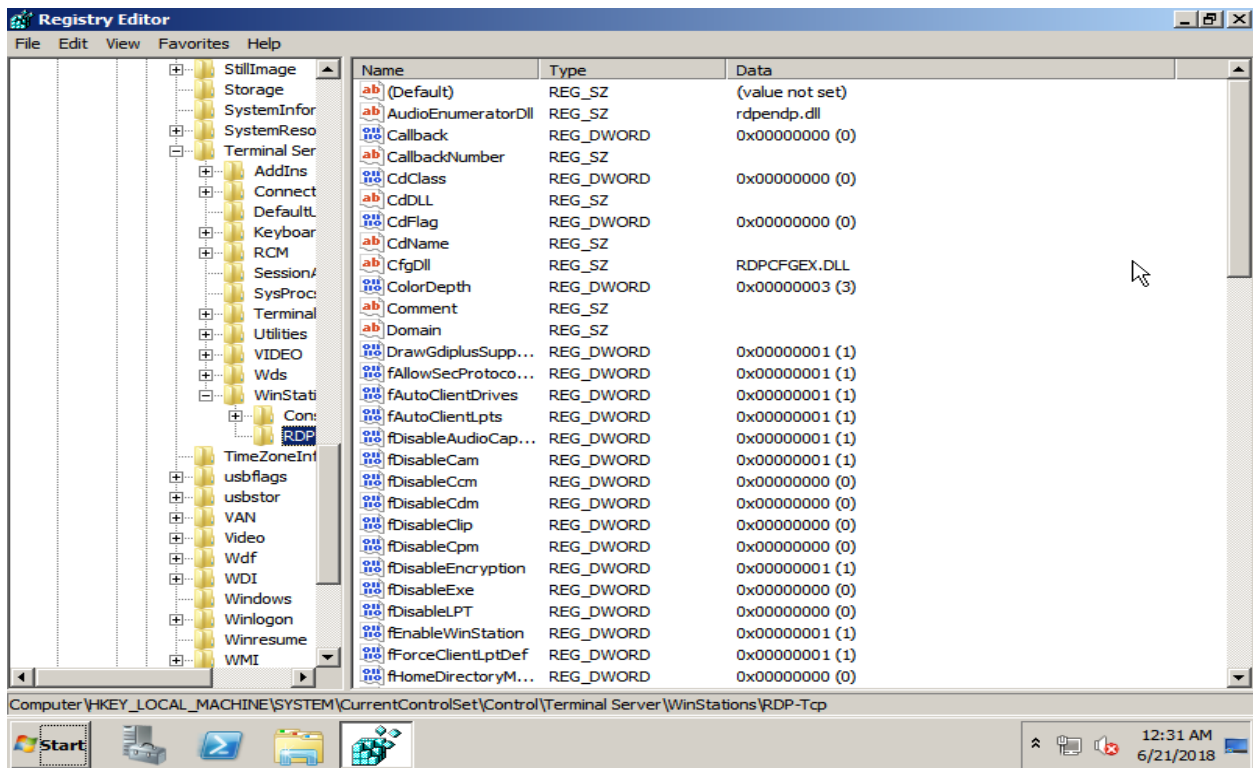 Registry Editor
File Edit View Favorites Help
StillImage
Storage
SystemInfor
SystemReso
Terminal Ser
AddIns
Connect
DefaultL
Keyboar
RCM
SessionA
SysProcs
Terminal
Utilities
VIDEO
Wds
WinStati
Cons
RDP
TimeZoneInf
usbflags
usbstor
VAN
Video
Wdf
WDI
Windows
Winlogon
Winresume
WMI
Name Type Data
(Default) REG_SZ (value not set)
AudioEnumeratorDll REG_SZ rdpendp.dll
Callback REG_DWORD 0x00000000 (0)
CallbackNumber REG_SZ
CdClass REG_DWORD 0x00000000 (0)
CdDLL REG_SZ
CdFlag REG_DWORD 0x00000000 (0)
CdName REG_SZ
CfgDll REG_SZ RDPCFGEX.DLL
ColorDepth REG_DWORD 0x00000003 (3)
Comment REG_SZ
Domain REG_SZ
DrawGdiplusSupp... REG_DWORD 0x00000001 (1)
fAllowSecProtoco... REG_DWORD 0x00000001 (1)
fAutoClientDrives REG_DWORD 0x00000001 (1)
fAutoClientLpts REG_DWORD 0x00000001 (1)
fDisableAudioCap... REG_DWORD 0x00000001 (1)
fDisableCam REG_DWORD 0x00000001 (1)
fDisableCcm REG_DWORD 0x00000000 (0)
fDisableCdm REG_DWORD 0x00000000 (0)
fDisableClip REG_DWORD 0x00000000 (0)
fDisableCpm REG_DWORD 0x00000000 (0)
fDisableEncryption REG_DWORD 0x00000001 (1)
fDisableExe REG_DWORD 0x00000000 (0)
fDisableLPT REG_DWORD 0x00000000 (0)
fEnableWinStation REG_DWORD 0x00000001 (1)
fForceClientLptDef REG_DWORD 0x00000001 (1)
fHomeDirectoryM... REG_DWORD 0x00000000 (0)
Computer\HKEY_LOCAL_MACHINE\SYSTEM\CurrentControlSet\Control\Terminal Server\WinStations\RDP-Tcp
Start
12:31 AM
6/21/2018